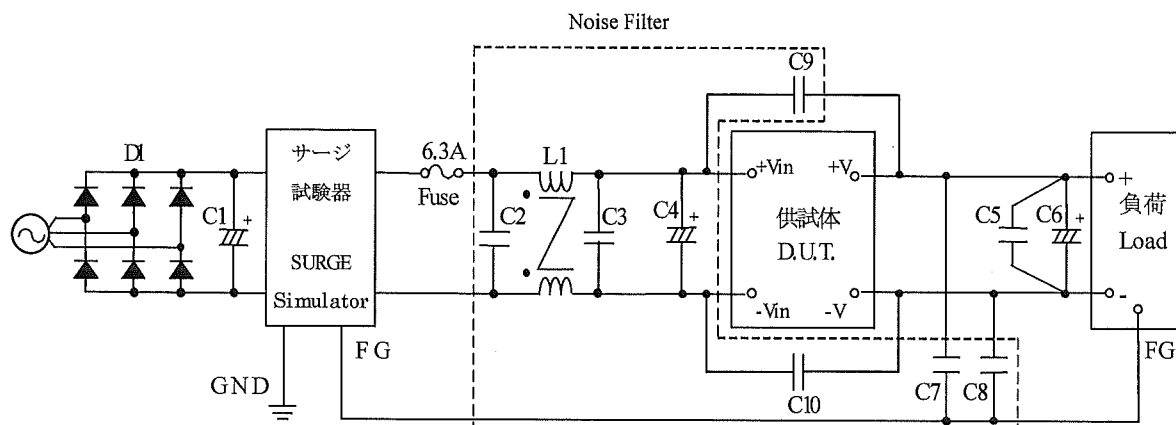 Noise Filter
C9
D1
サージ
試験器
SURGE
Simulator
6.3A
Fuse
L1
C1
+
C2
C3
C4
+
+Vin
+V
供試体
D.U.T.
-Vin
-V
C5
C6
+
+
負荷
Load
-
FG
FG
GND
C10
C7
C8